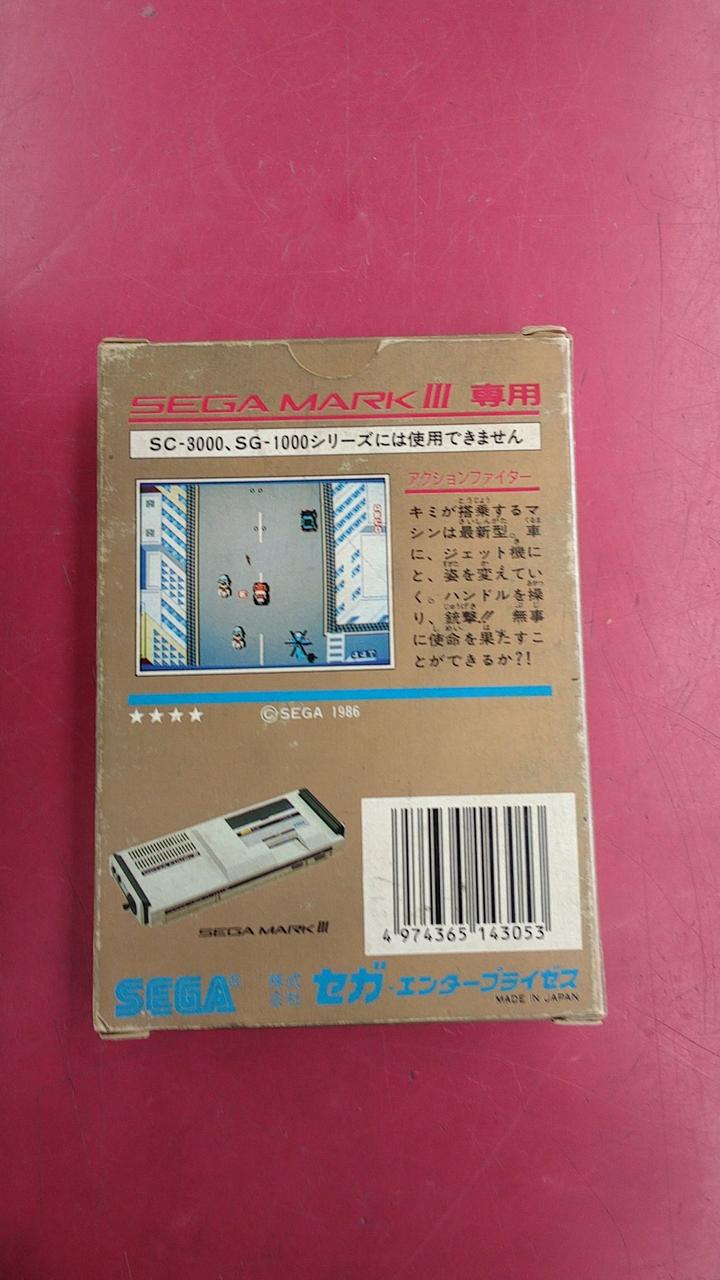 SEGA MARK III 専用
SC-3000、SG-1000シリーズには使用できません
アクションファイター
キミが搭乗するマ
シンは最新型。車
に、ジェット機に
と、姿を変えてい
く。ハンドルを操
り、銃撃!! 無事
に使命を果たすこ
とができるか?!
★★★★ ©SEGA 1986
SEGA MARK III
4 974365 143053
SEGA® 株式会社 セガ・エンタープライゼス
MADE IN JAPAN